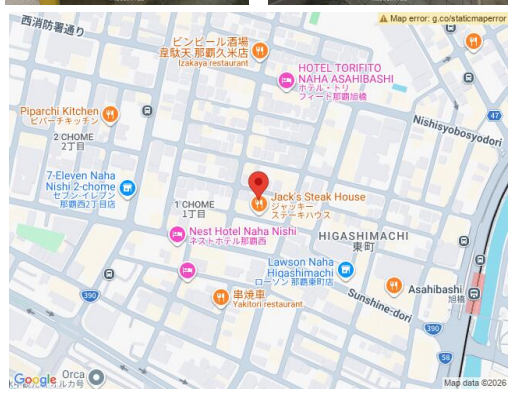 西消防署通り
Map error: g.co/staticmaperror
ビンビール酒場
韋駄天 那覇久米店
Izakaya restaurant
HOTEL TORIFITO
NAHA ASAHIBASHI
ホテル・トリ
フィート那覇旭橋
Piparchi Kitchen
ピパーチキッチン
47
Nishisyobosyodori
2 CHOME
2丁目
7-Eleven Naha
Nishi 2-chome
セブン-イレブン
那覇西2丁目店
1 CHOME
1丁目
Jack's Steak House
ジャッキー
ステーキハウス
Nest Hotel Naha Nishi
ネストホテル那覇西
HIGASHIMACHI
東町
Lawson Naha
Higashimachi
ローソン 那覇東町店
Asahibashi
旭橋
390
串焼車
Yakitori restaurant
Sunshine-dori
390
58
Orca
オルカ号
Google
Map data ©2026